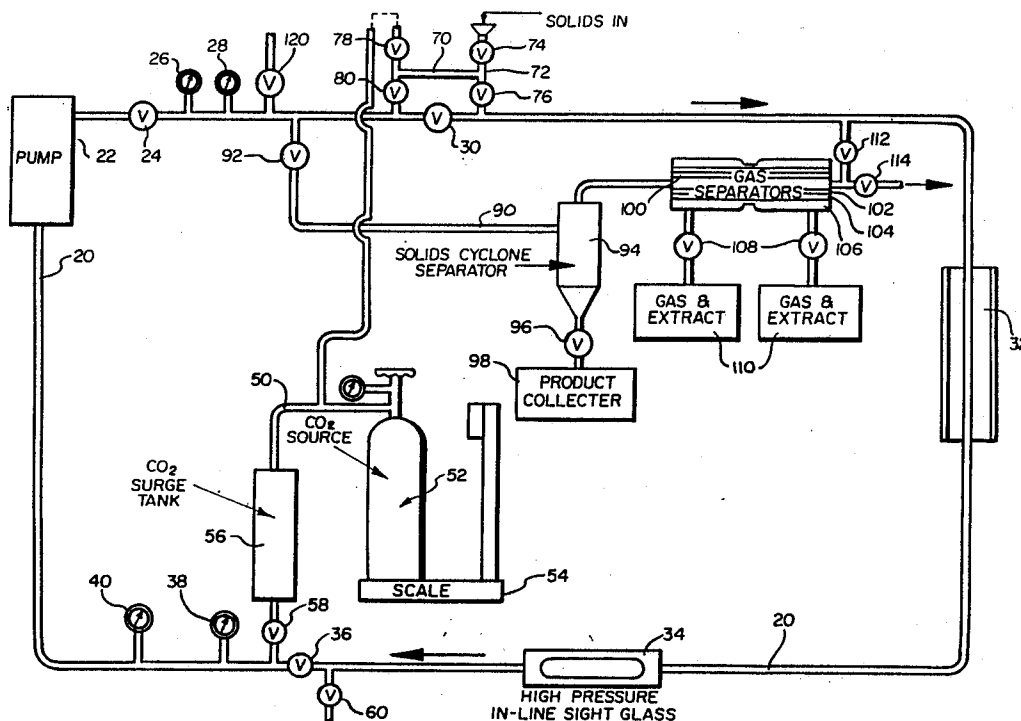 SOLIDS IN
78
V
70
V
74
26
28
120
V
80
V
72
V
76
V
24
V
30
PUMP
22
92
V
V
112
GAS
SEPARATORS
V
114
100
102
104
106
90
94
20
SOLIDS CYCLONE
SEPARATOR
V
108
V
GAS &
EXTRACT
GAS &
EXTRACT
110
96
V
98
PRODUCT
COLLECTER
50
CO2
SOURCE
52
CO2
SURGE
TANK
56
SCALE
54
40
38
V
58
V
36
34
20
HIGH PRESSURE
IN-LINE SIGHT GLASS
V
60